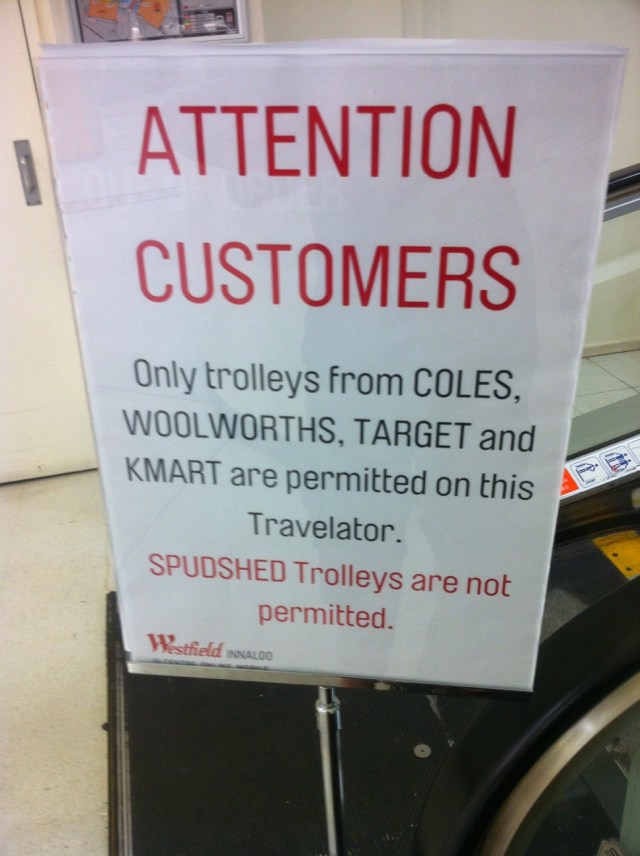 ATTENTION
CUSTOMERS
Only trolleys from COLES,
WOOLWORTHS, TARGET and
KMART are permitted on this
Travelator.
SPUDSHED Trolleys are not
permitted.
Westfield INNALOO